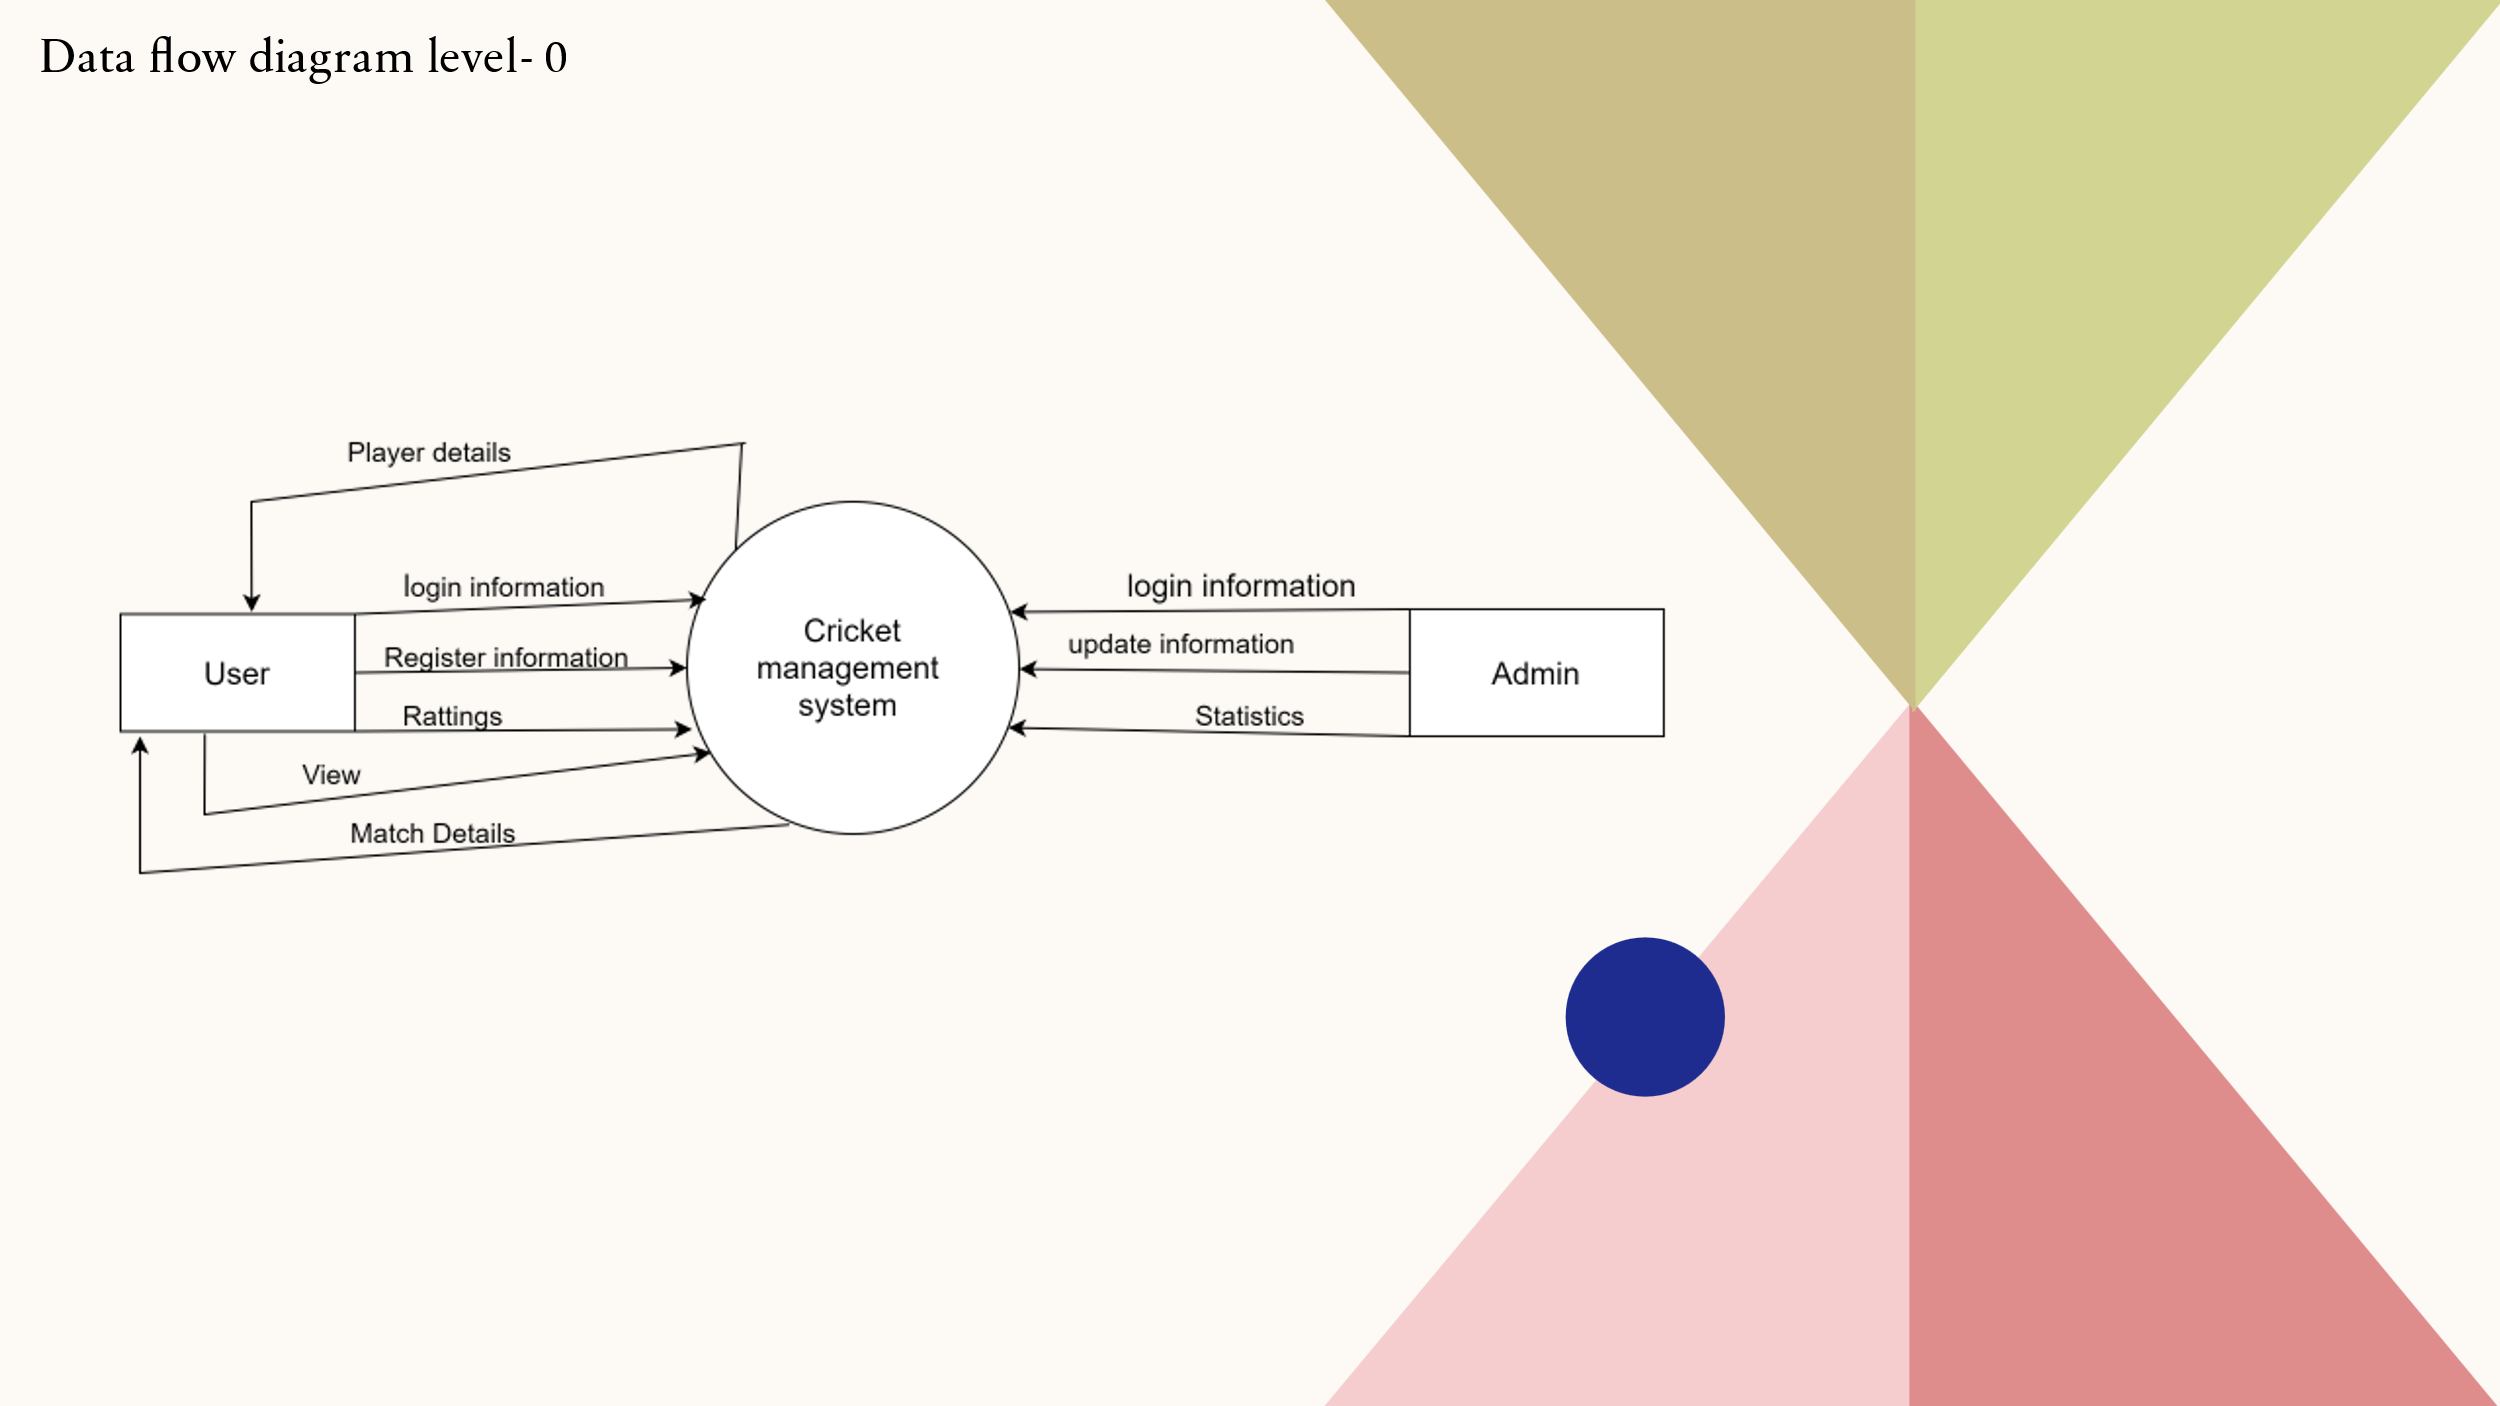 Data flow diagram level- 0
Player details
login information
login information
Cricket
management
system
update information
Register information
User
Admin
Rattings
Statistics
View
Match Details